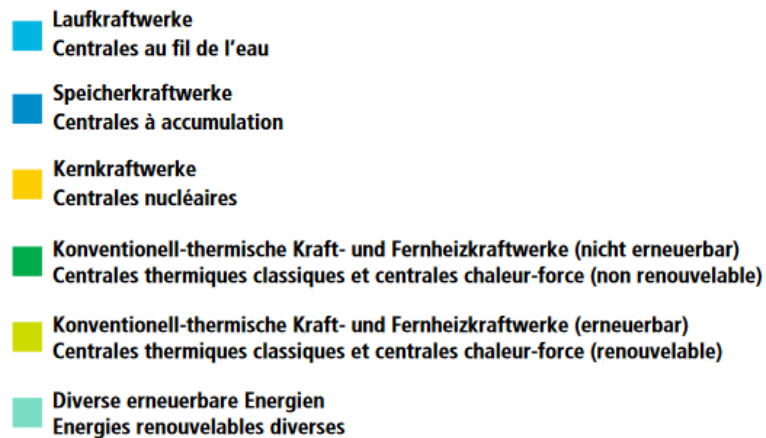 Laufkraftwerke
Centrales au fil de l'eau
Speicherkraftwerke
Centrales à accumulation
Kernkraftwerke
Centrales nucléaires
Konventionell-thermische Kraft- und Fernheizkraftwerke (nicht erneuerbar)
Centrales thermiques classiques et centrales chaleur-force (non renouvelable)
Konventionell-thermische Kraft- und Fernheizkraftwerke (erneuerbar)
Centrales thermiques classiques et centrales chaleur-force (renouvelable)
Diverse erneuerbare Energien
Energies renouvelables diverses